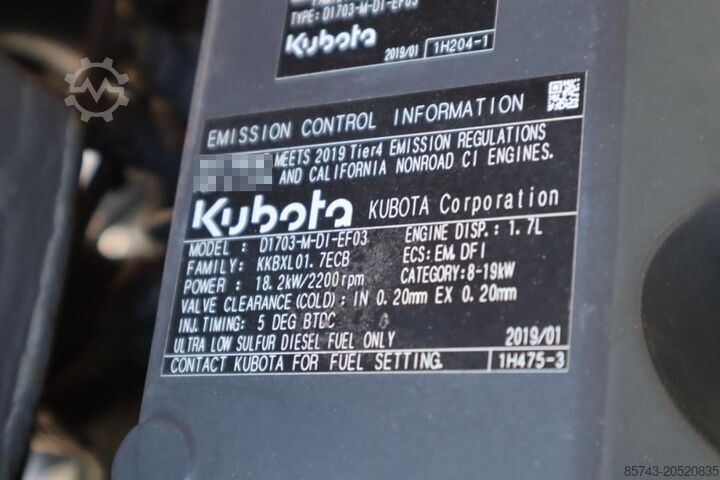 TYPE: D1703-M-DI-EF03
Kubota 2019/01 1H204-1
EMISSION CONTROL INFORMATION
MEETS 2019 Tier4 EMISSION REGULATIONS
AND CALIFORNIA NONROAD CI ENGINES.
Kubota KUBOTA Corporation
MODEL : D1703-M-DI-EF03 ENGINE DISP.: 1.7L
FAMILY: KKBXL01.7ECB ECS: EM, DFI
POWER : 18.2kW/2200rpm CATEGORY: 8-19kW
VALVE CLEARANCE (COLD) : IN 0.20mm EX 0.20mm
INJ. TIMING: 5 DEG BTDC
ULTRA LOW SULFUR DIESEL FUEL ONLY 2019/01
CONTACT KUBOTA FOR FUEL SETTING. 1H475-3
85743-20520835